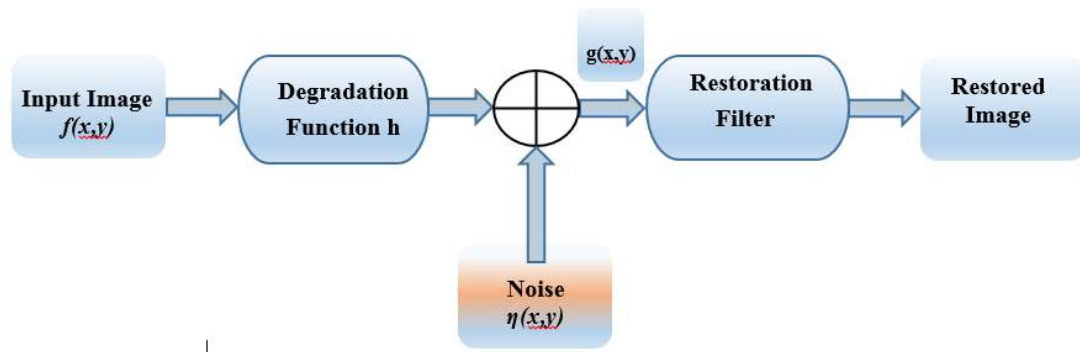 Input Image
f(x,y)
Degradation
Function h
g(x,y)
Restoration
Filter
Restored
Image
Noise
η(x,y)